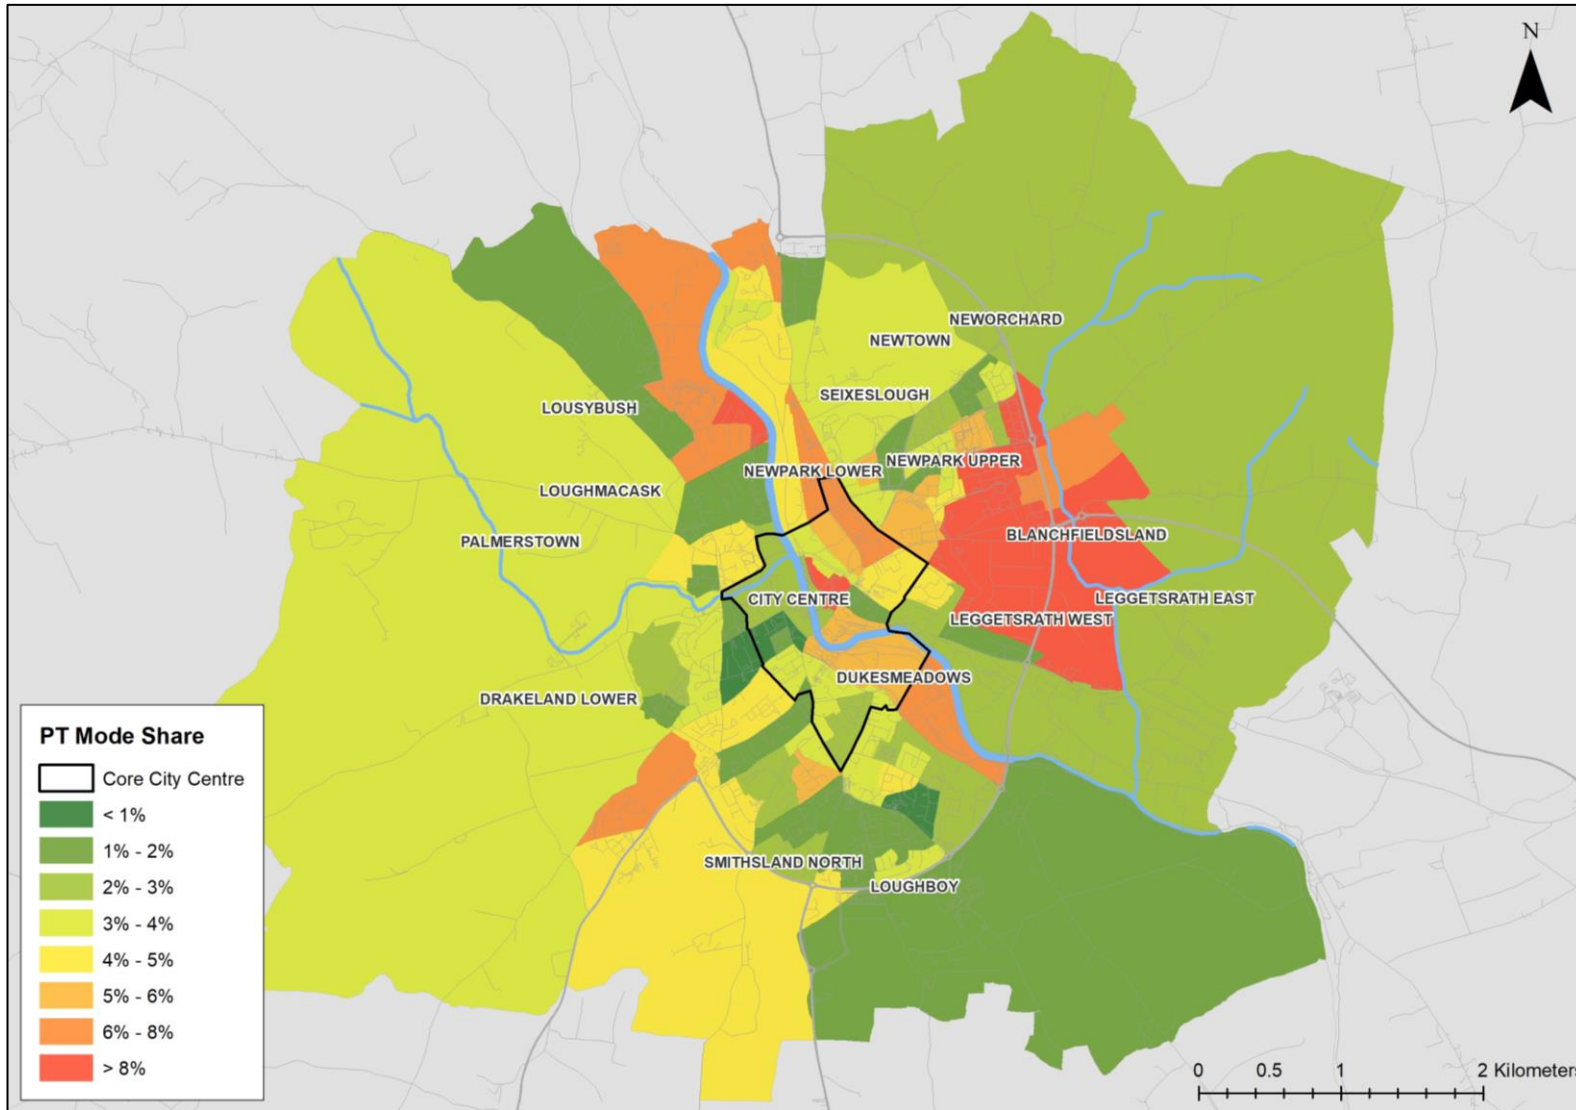 N
NEWORCHARD
NEWTOWN
SEIXESLOUGH
LOUSYBUSH
NEWPARK UPPER
NEWPARK LOWER
LOUGHMACASK
BLANCHFIELDSLAND
PALMERSTOWN
LEGGETSRATH EAST
CITY CENTRE
LEGGETSRATH WEST
DUKESMEADOWS
DRAKELAND LOWER
SMITHSLAND NORTH
LOUGHBOY
PT Mode Share
Core City Centre
< 1%
1% - 2%
2% - 3%
3% - 4%
4% - 5%
5% - 6%
6% - 8%
> 8%
0 0.5 1 2 Kilometers